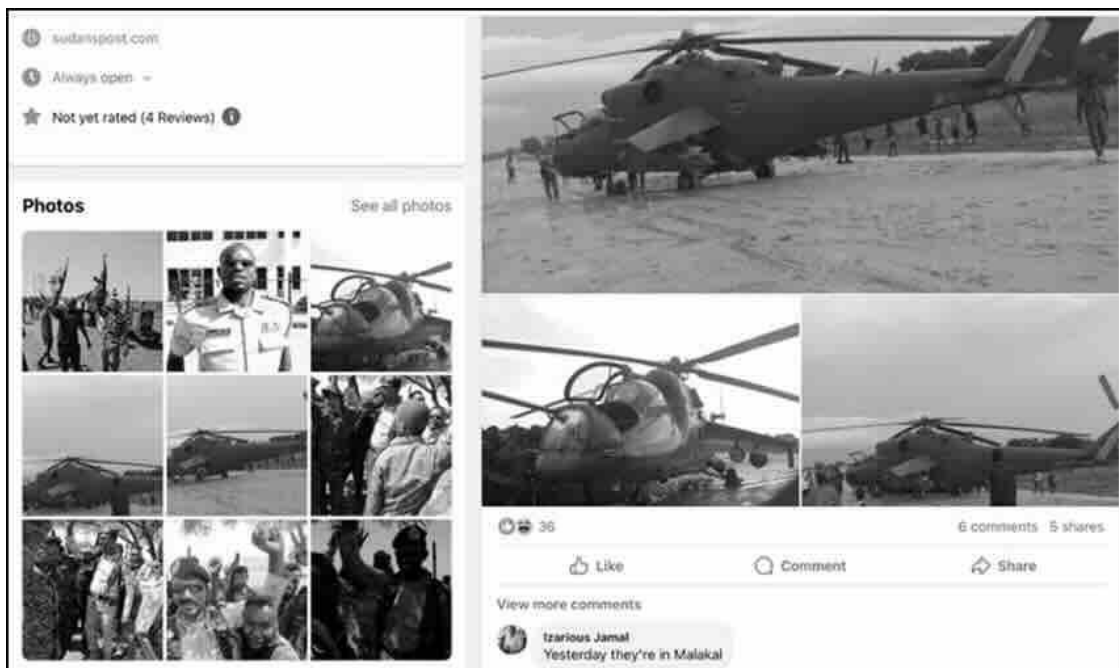 sudanspost.com
Always open
Not yet rated (4 Reviews)
Photos
See all photos
36
6 comments 5 shares
Like
Comment
Share
View more comments
Izarious Jamal
Yesterday they're in Malakal